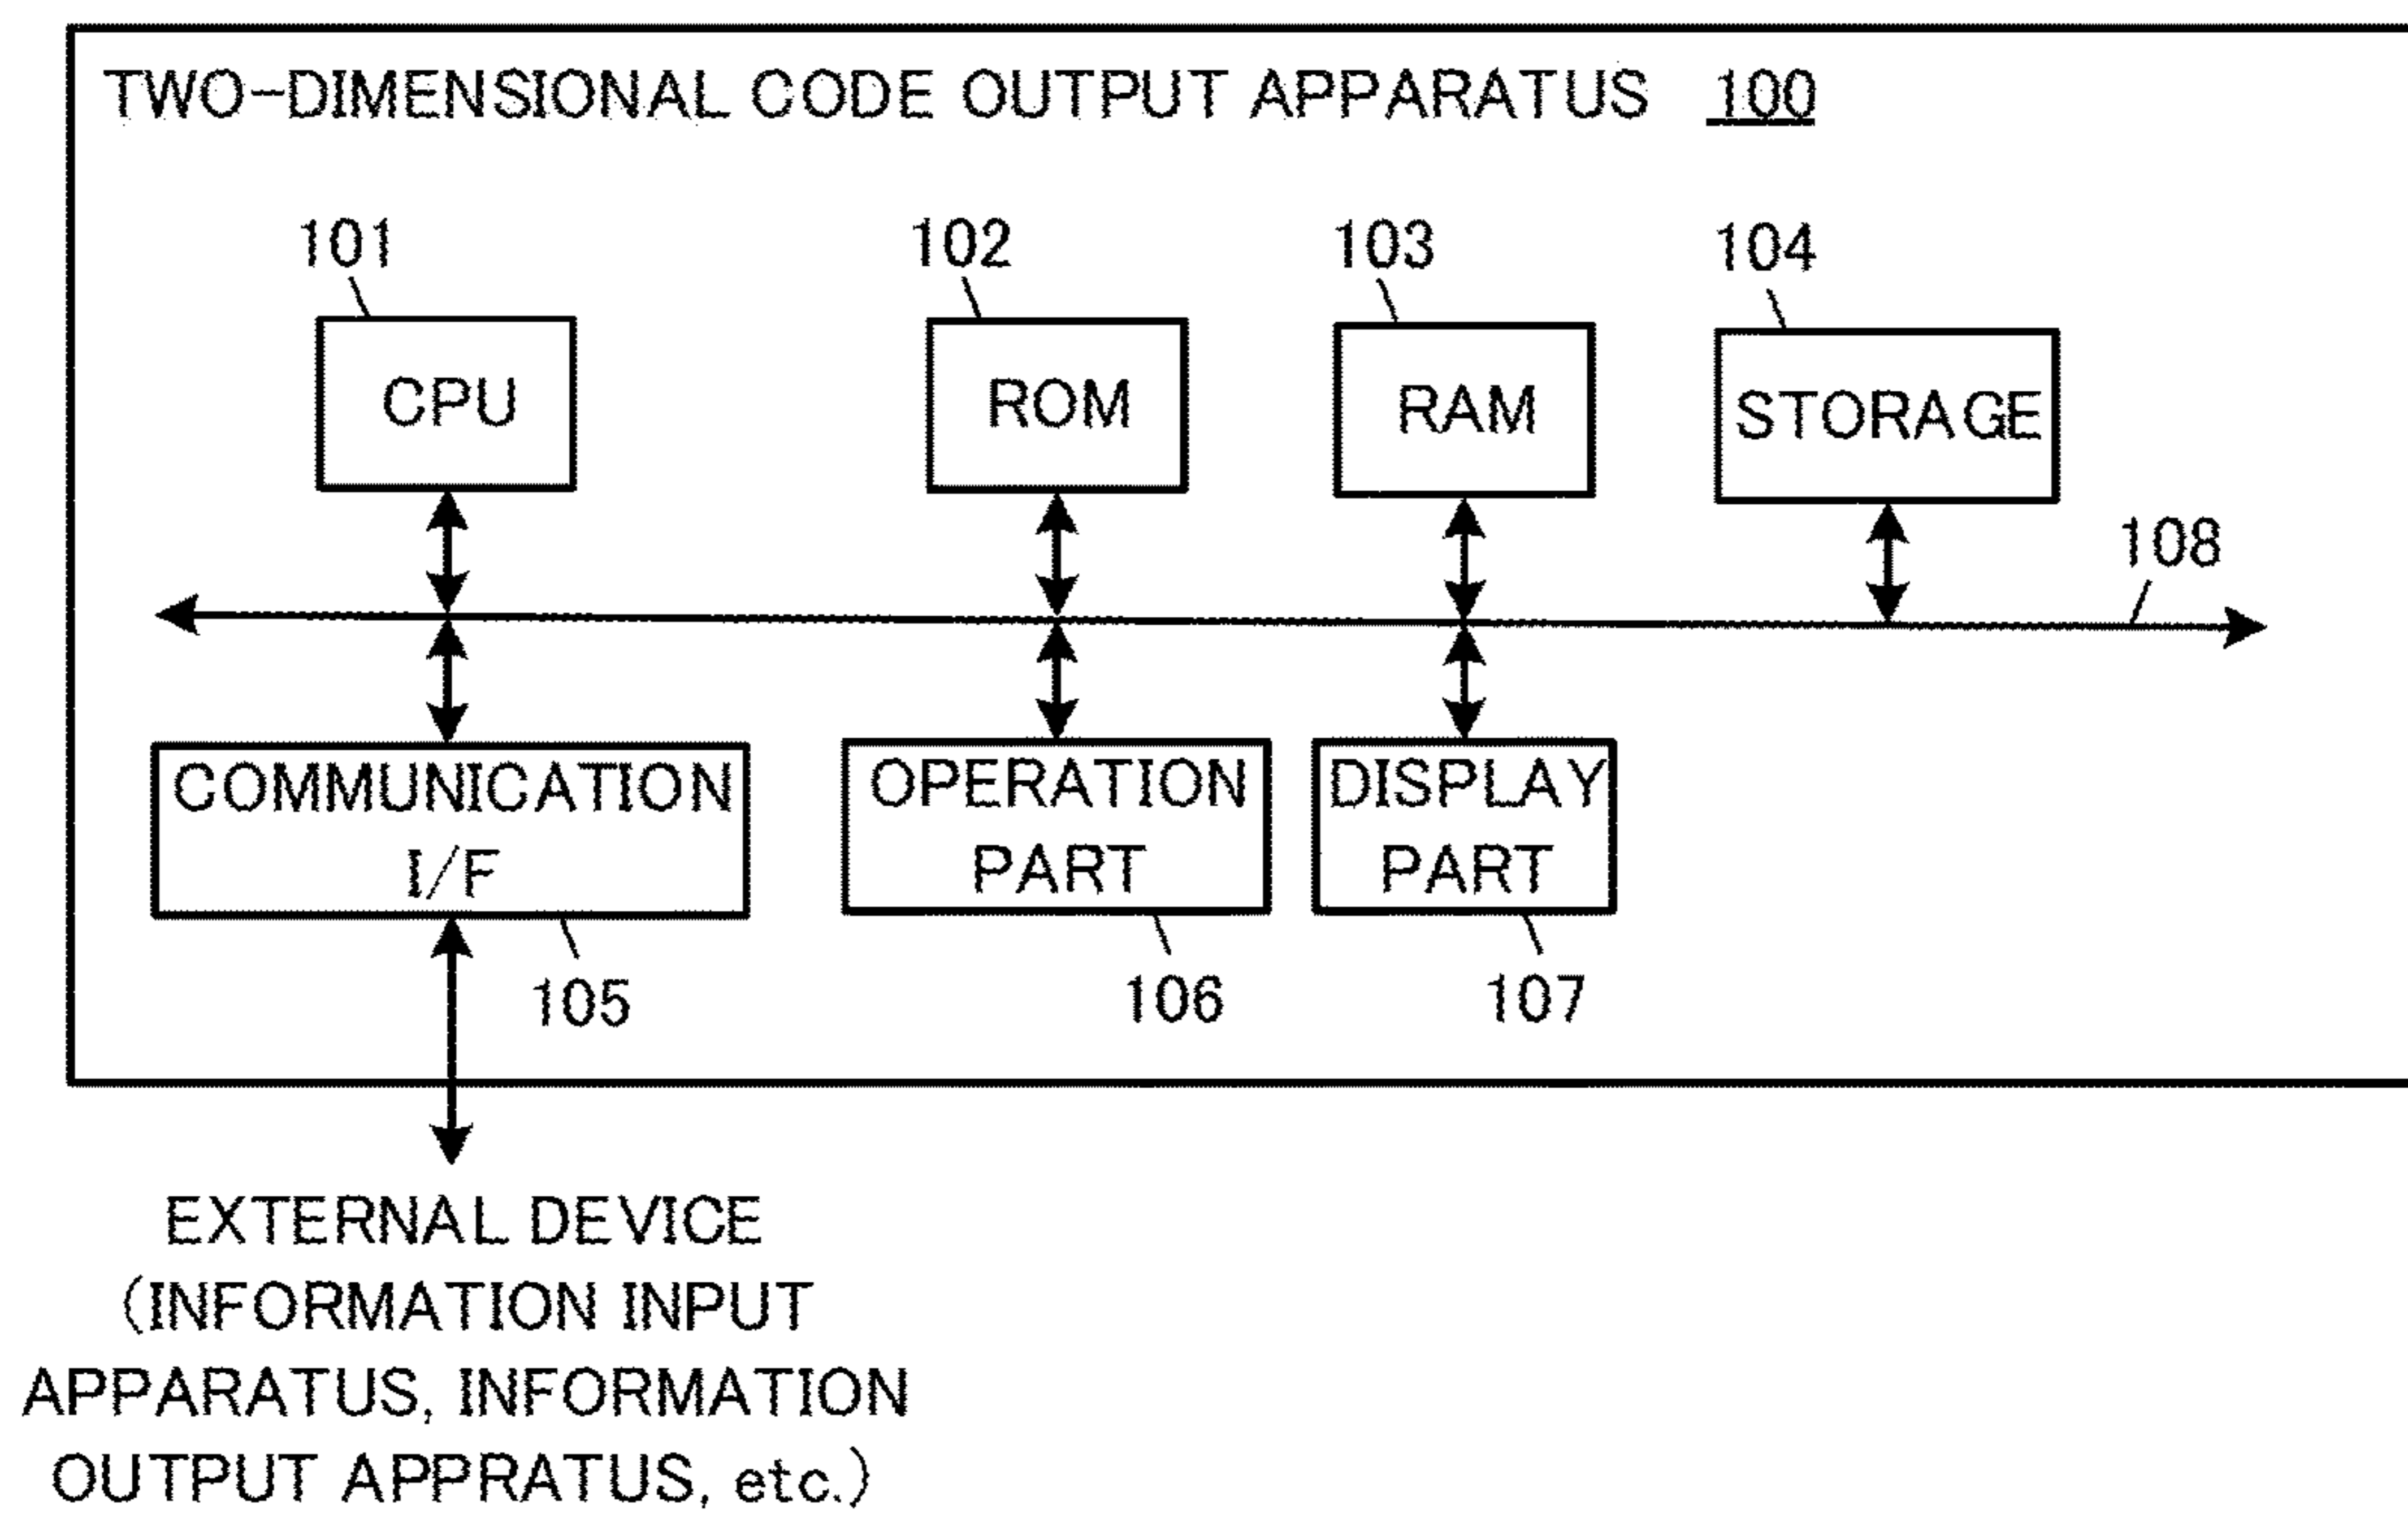 TWO-DIMENSIONAL CODE OUTPUT APPARATUS 100
101 102 103 104
CPU ROM RAM STORAGE
108
COMMUNICATION I/F
OPERATION PART
DISPLAY PART
105 106 107
EXTERNAL DEVICE
(INFORMATION INPUT
APPARATUS, INFORMATION
OUTPUT APPRATUS, etc.)